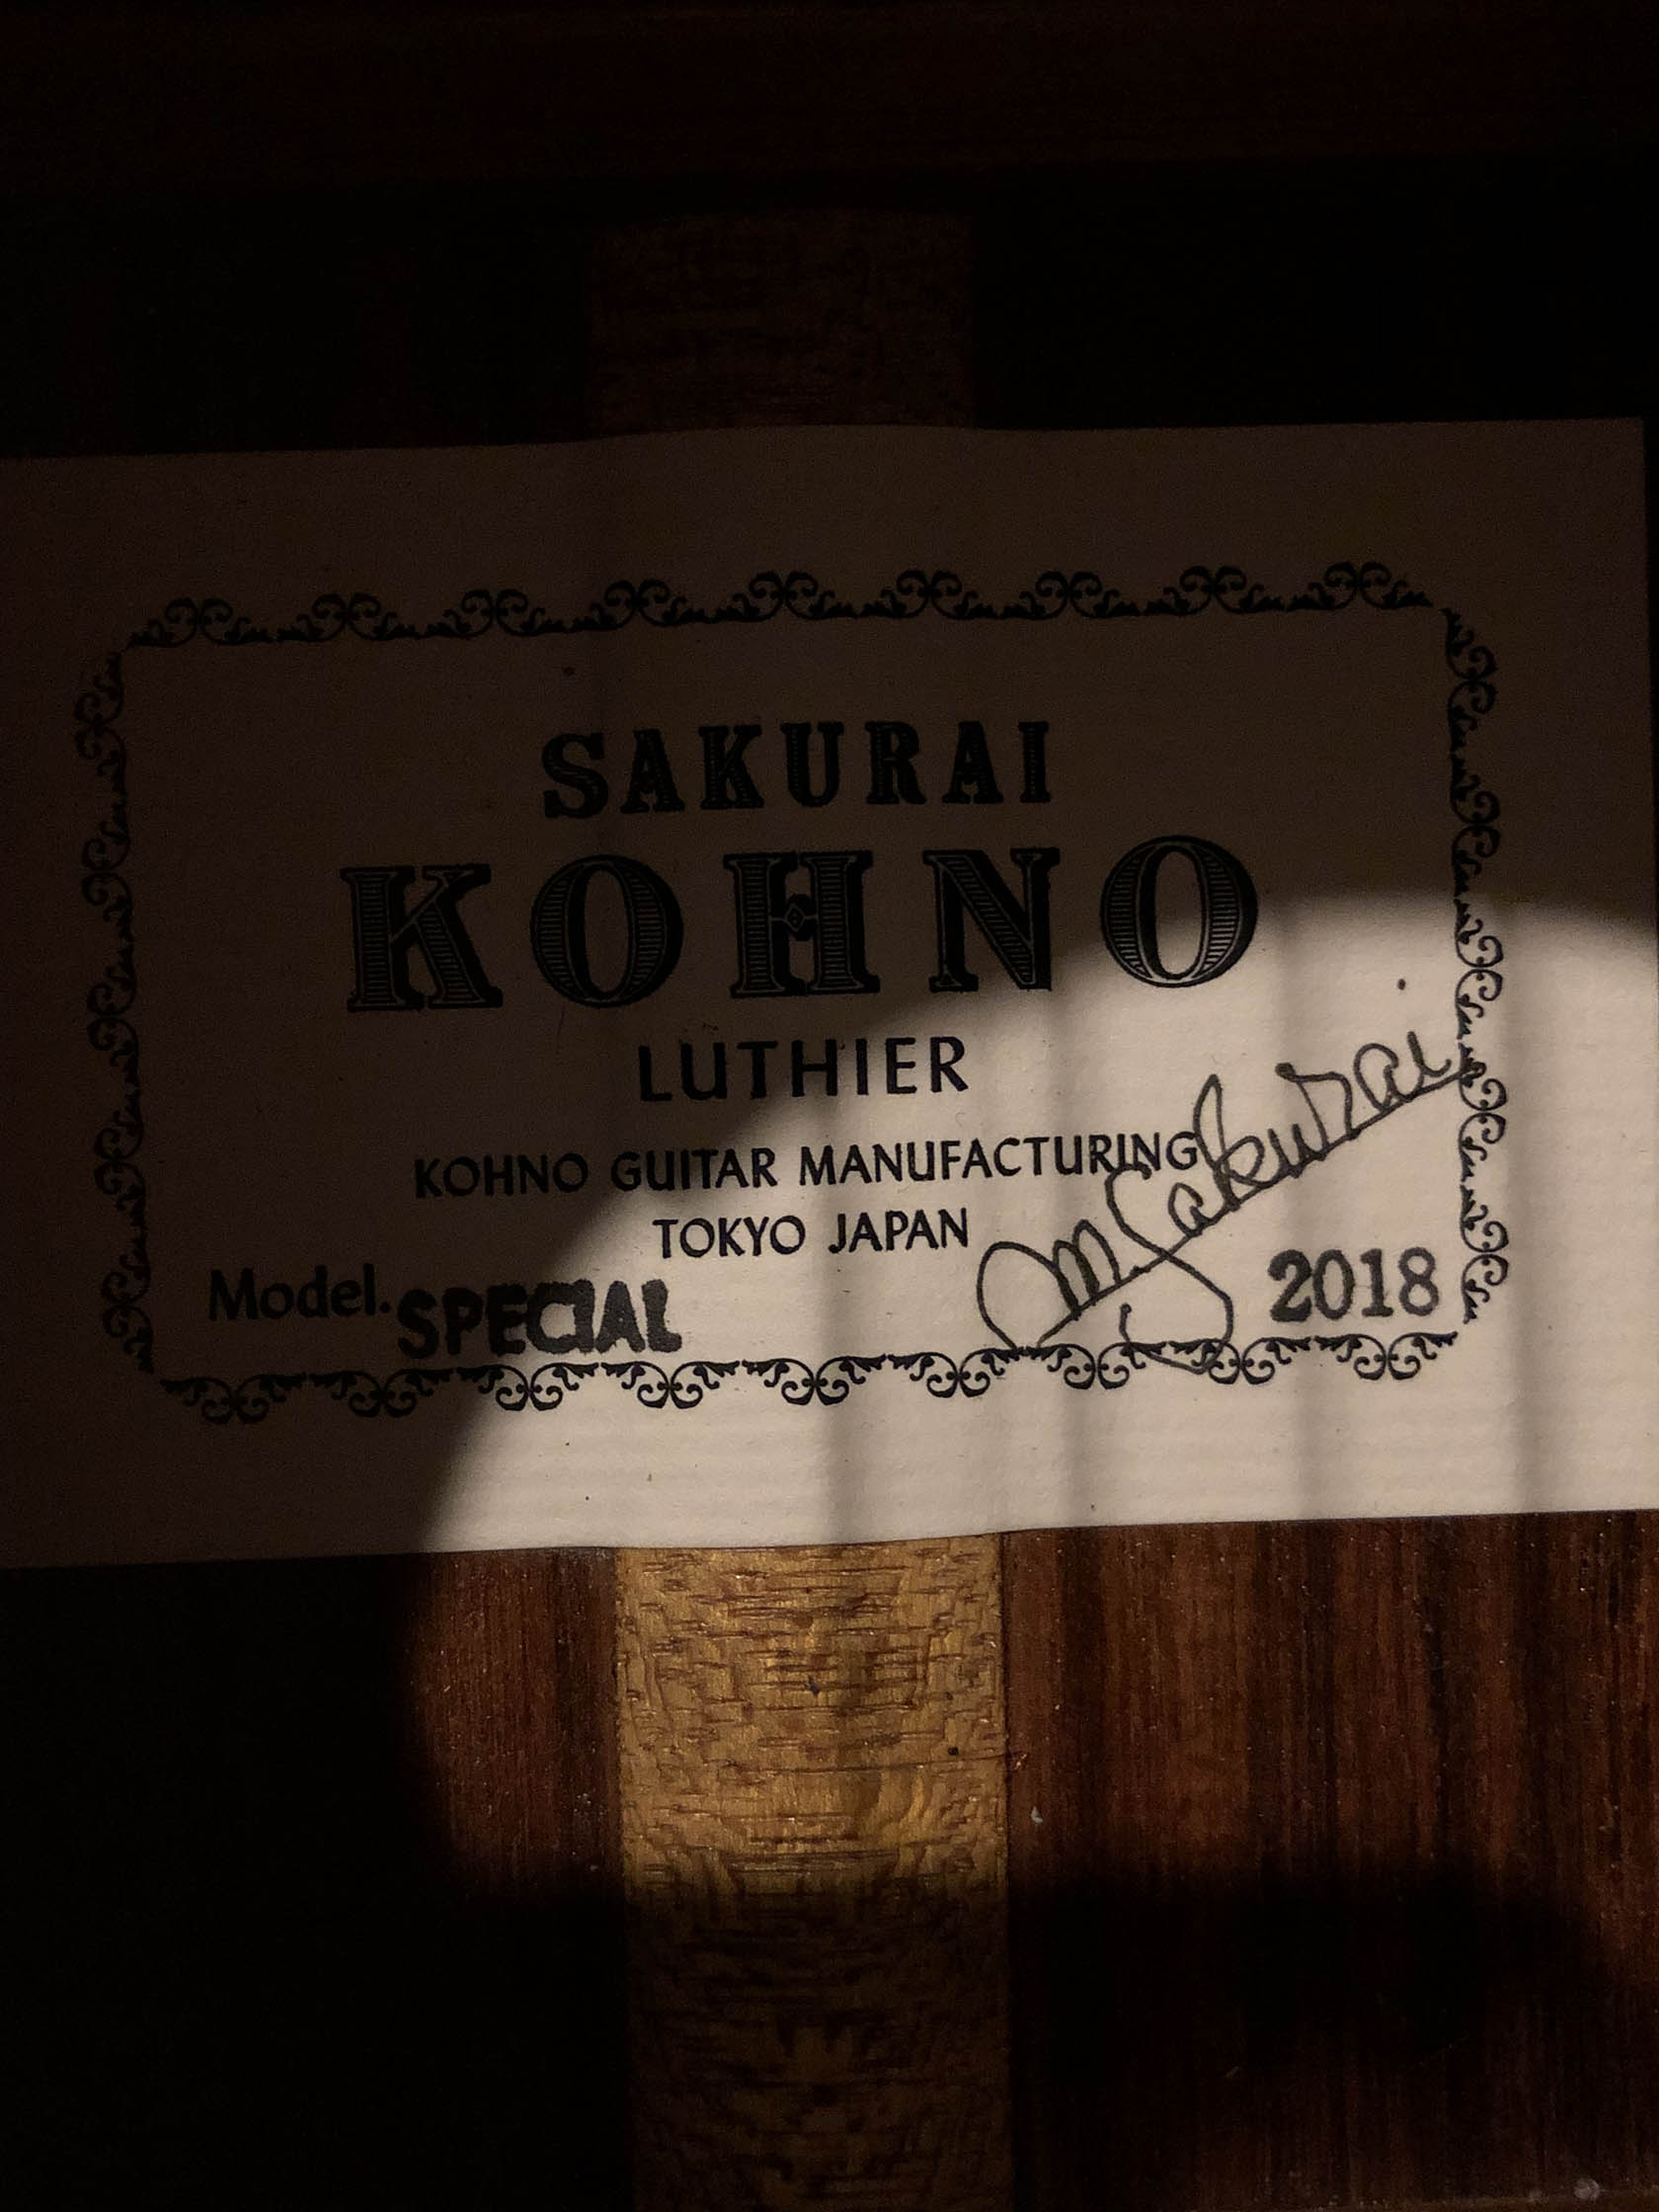 SAKURAI
KOHNO
LUTHIER
KOHNO GUITAR MANUFACTURING
TOKYO JAPAN
M. Sakurai
Model. SPECIAL
2018